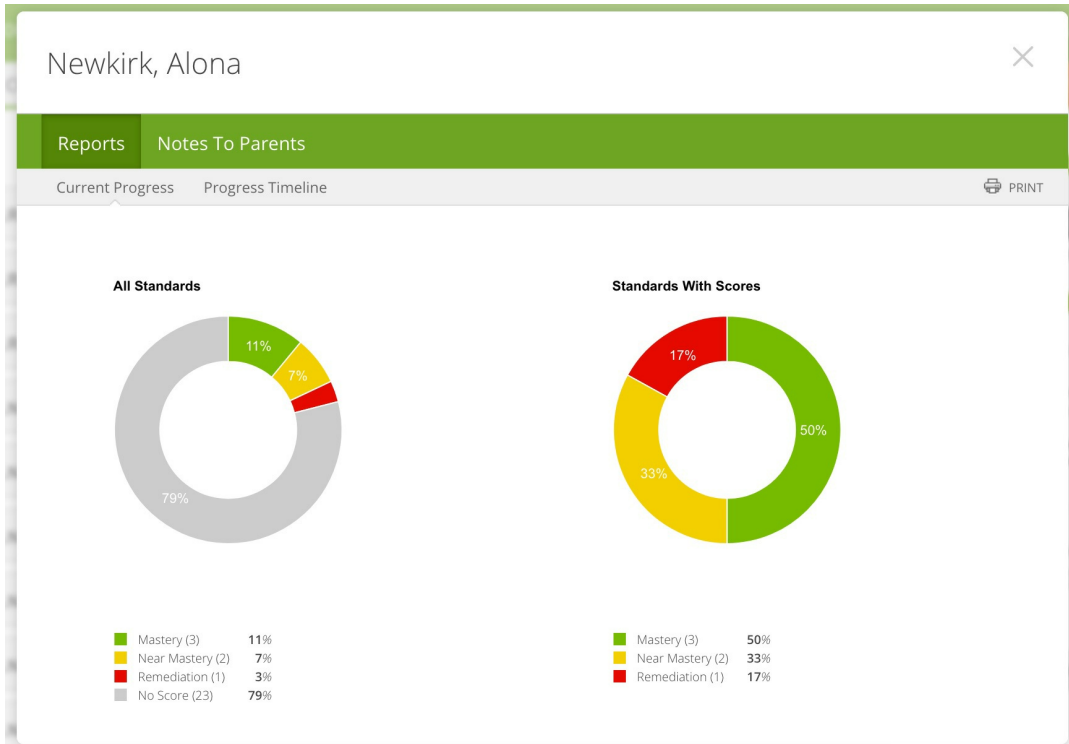 Newkirk, Alona
Reports Notes To Parents
Current Progress Progress Timeline PRINT
All Standards
11%
7%
79%
Mastery (3) 11%
Near Mastery (2) 7%
Remediation (1) 3%
No Score (23) 79%
Standards With Scores
17%
50%
33%
Mastery (3) 50%
Near Mastery (2) 33%
Remediation (1) 17%